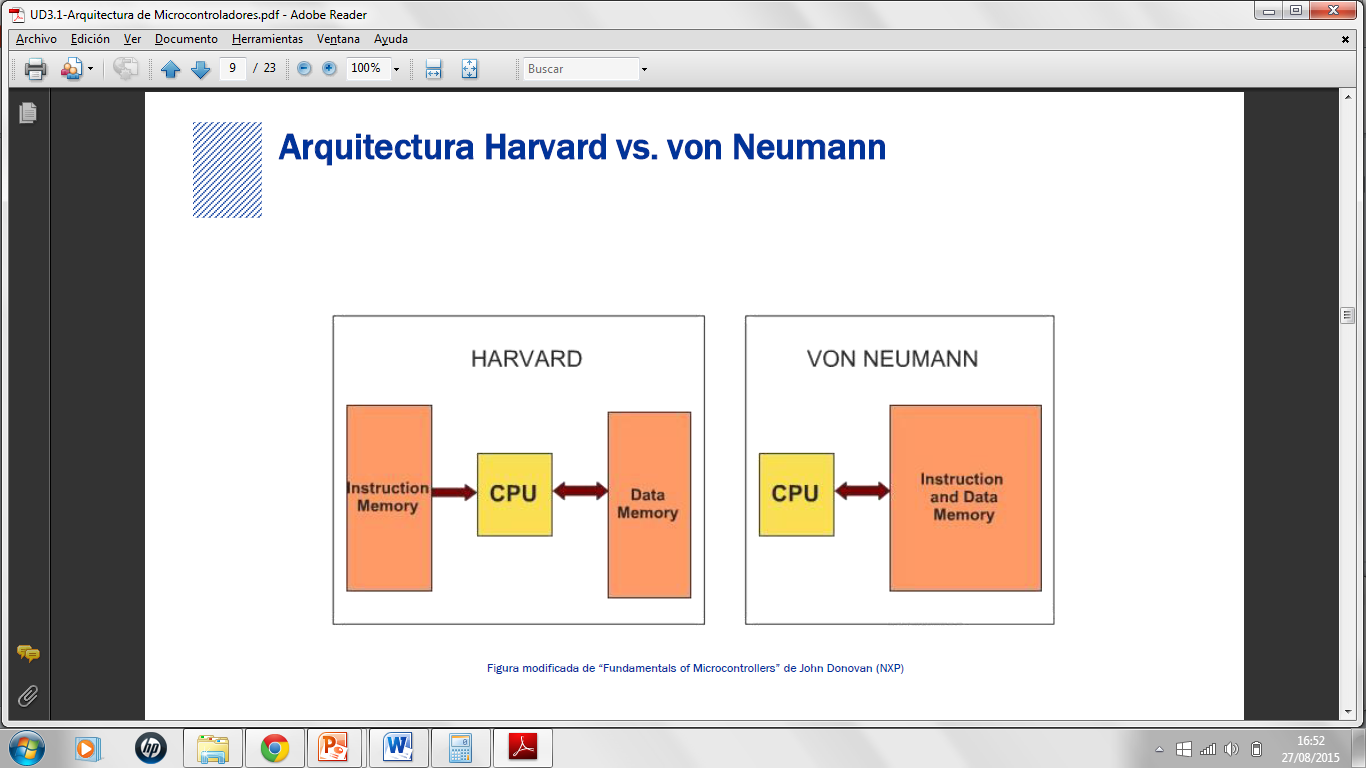 UD3.1-Arquitectura de Microcontroladores.pdf - Adobe Reader
Archivo Edición Ver Documento Herramientas Ventana Ayuda
9 / 23 100% Buscar
Arquitectura Harvard vs. von Neumann
HARVARD
Instruction
Memory
CPU
Data
Memory
VON NEUMANN
CPU
Instruction
and Data
Memory
Figura modificada de “Fundamentals of Microcontrollers” de John Donovan (NXP)
hp
16:52
27/08/2015